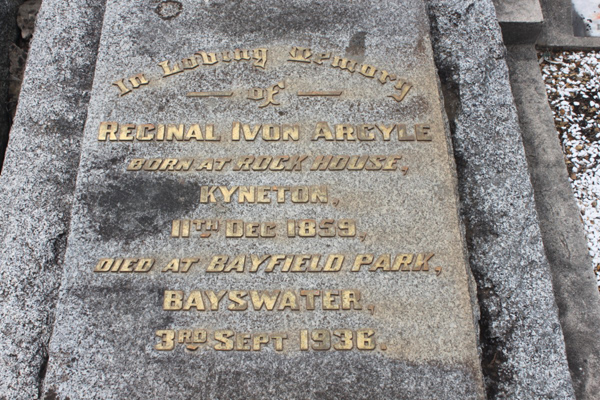 In Loving Memory
of
REGINAL IVON ARGYLE
BORN AT ROCK HOUSE,
KYNETON,
11TH DEC 1859,
DIED AT BAYFIELD PARK,
BAYSWATER,
3RD SEPT 1936.